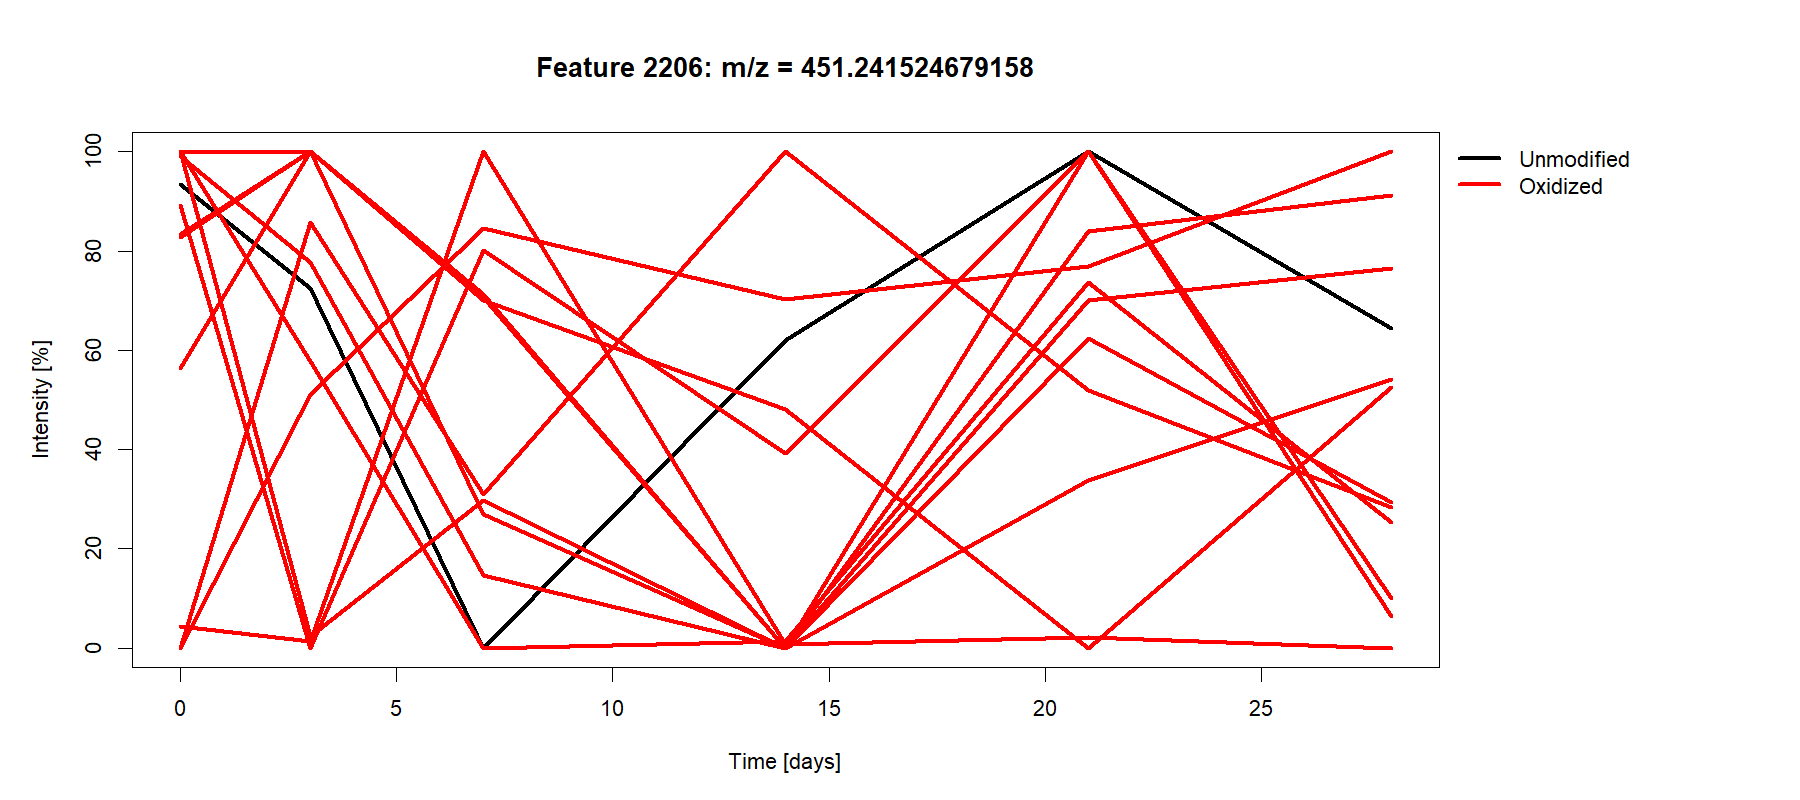 Feature 2206: m/z = 451.241524679158
Unmodified
Oxidized
Intensity [%]
100
80
60
40
20
0
0 5 10 15 20 25
Time [days]